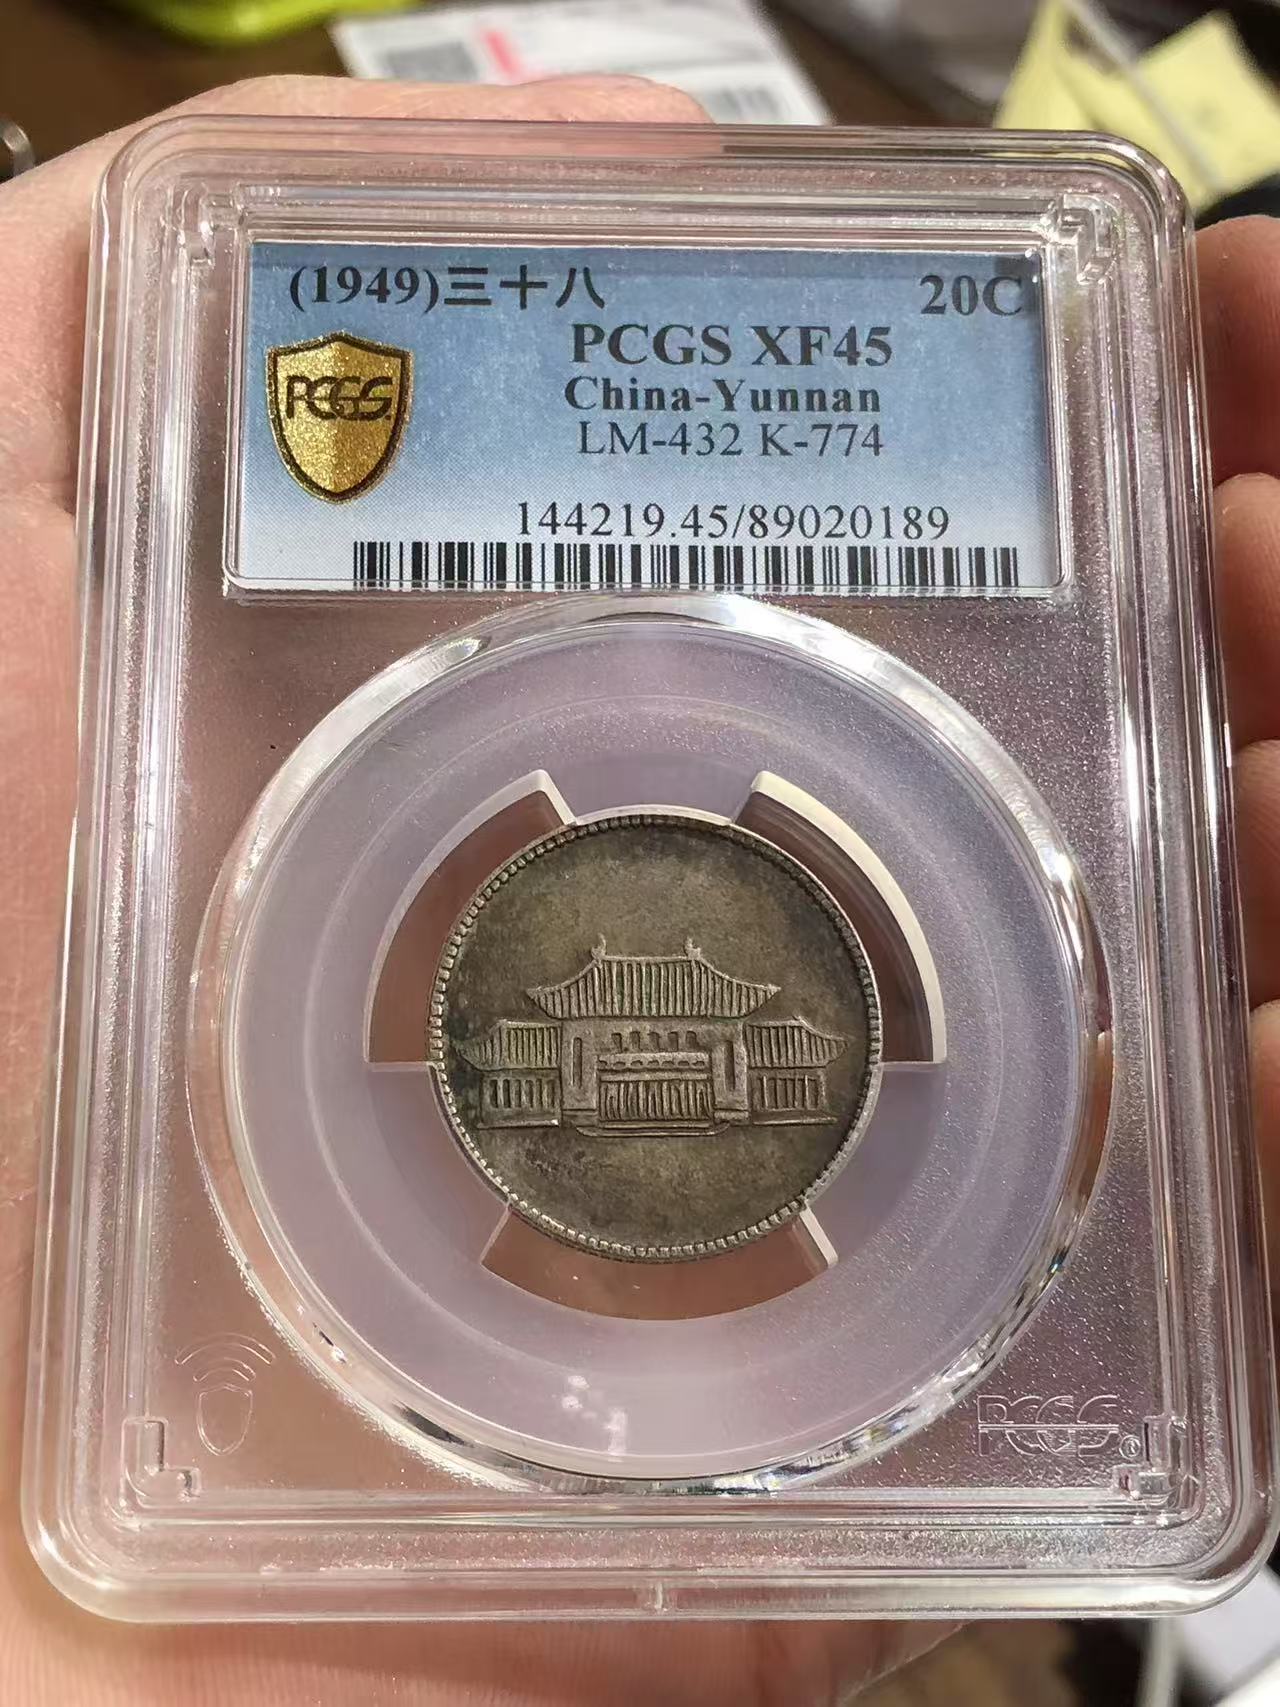 (1949)三十八 20C
PCGS XF45
PCGS
China-Yunnan
LM-432 K-774
144219.45/89020189
PCGS